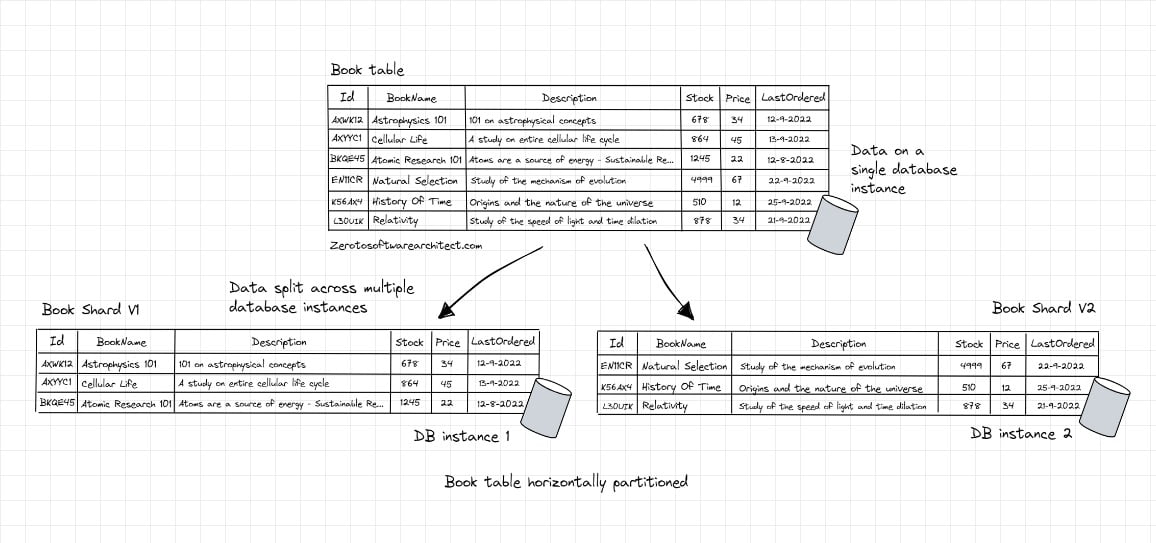 Book table
Id BookName Description Stock Price LastOrdered
AXWK12 Astrophysics 101 101 on astrophysical concepts 678 34 12-9-2022
AXYYC1 Cellular Life A study on entire cellular life cycle 864 45 13-9-2022
BKQE45 Atomic Research 101 Atoms are a source of energy - Sustainable Re... 1245 22 12-8-2022
EN11CR Natural Selection Study of the mechanism of evolution 4999 67 22-9-2022
K56AX4 History Of Time Origins and the nature of the universe 510 12 25-9-2022
L30UIK Relativity Study of the speed of light and time dilation 878 34 21-9-2022
Data on a
single database
instance
Zerotosoftwarearchitect.com
Data split across multiple
database instances
Book Shard V1
Id BookName Description Stock Price LastOrdered
AXWK12 Astrophysics 101 101 on astrophysical concepts 678 34 12-9-2022
AXYYC1 Cellular Life A study on entire cellular life cycle 864 45 13-9-2022
BKQE45 Atomic Research 101 Atoms are a source of energy - Sustainable Re... 1245 22 12-8-2022
DB instance 1
Book Shard V2
Id BookName Description Stock Price LastOrdered
EN11CR Natural Selection Study of the mechanism of evolution 4999 67 22-9-2022
K56AX4 History Of Time Origins and the nature of the universe 510 12 25-9-2022
L30UIK Relativity Study of the speed of light and time dilation 878 34 21-9-2022
DB instance 2
Book table horizontally partitioned